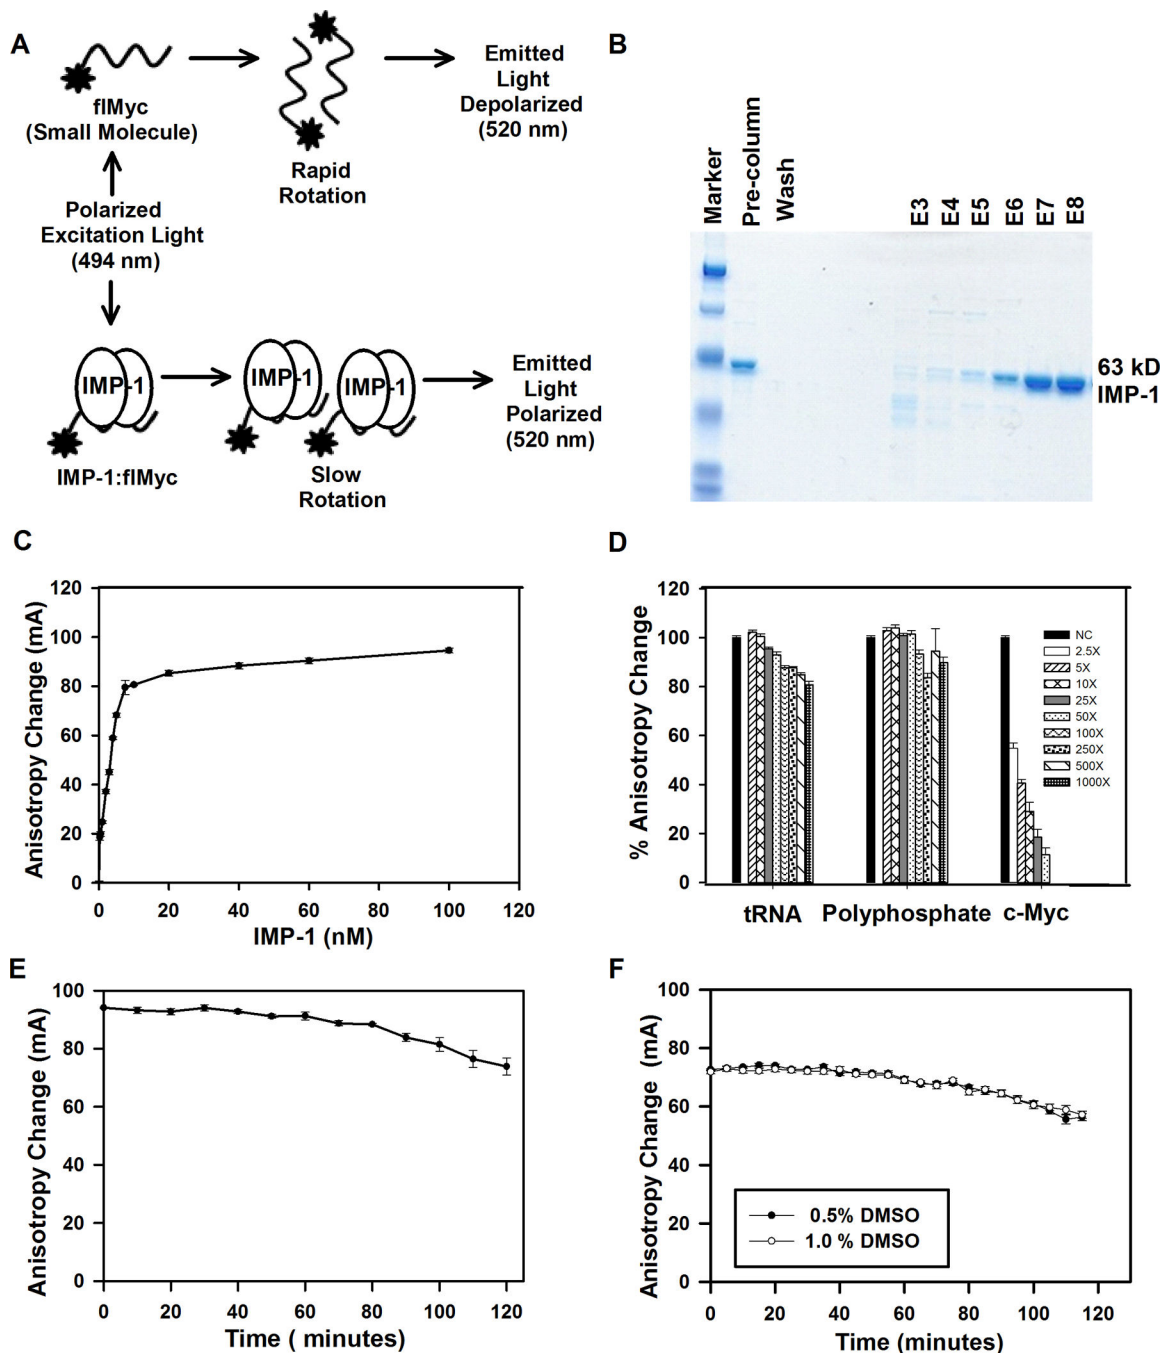 A
flMyc
(Small Molecule)
Rapid
Rotation
Emitted
Light
Depolarized
(520 nm)
Polarized
Excitation Light
(494 nm)
IMP-1
IMP-1
IMP-1
IMP-1:flMyc
Slow
Rotation
Emitted
Light
Polarized
(520 nm)
B
Marker
Pre-column
Wash
E3
E4
E5
E6
E7
E8
63 kD
IMP-1
C
Anisotropy Change (mA)
120
100
80
60
40
20
0
0 20 40 60 80 100 120
IMP-1 (nM)
D
% Anisotropy Change
120
100
80
60
40
20
0
NC
2.5X
5X
10X
25X
50X
100X
250X
500X
1000X
tRNA Polyphosphate c-Myc
E
Anisotropy Change (mA)
100
80
60
40
20
0
0 20 40 60 80 100 120
Time ( minutes)
F
Anisotropy Change (mA)
100
80
60
40
20
0
0.5% DMSO
1.0 % DMSO
0 20 40 60 80 100 120
Time (minutes)